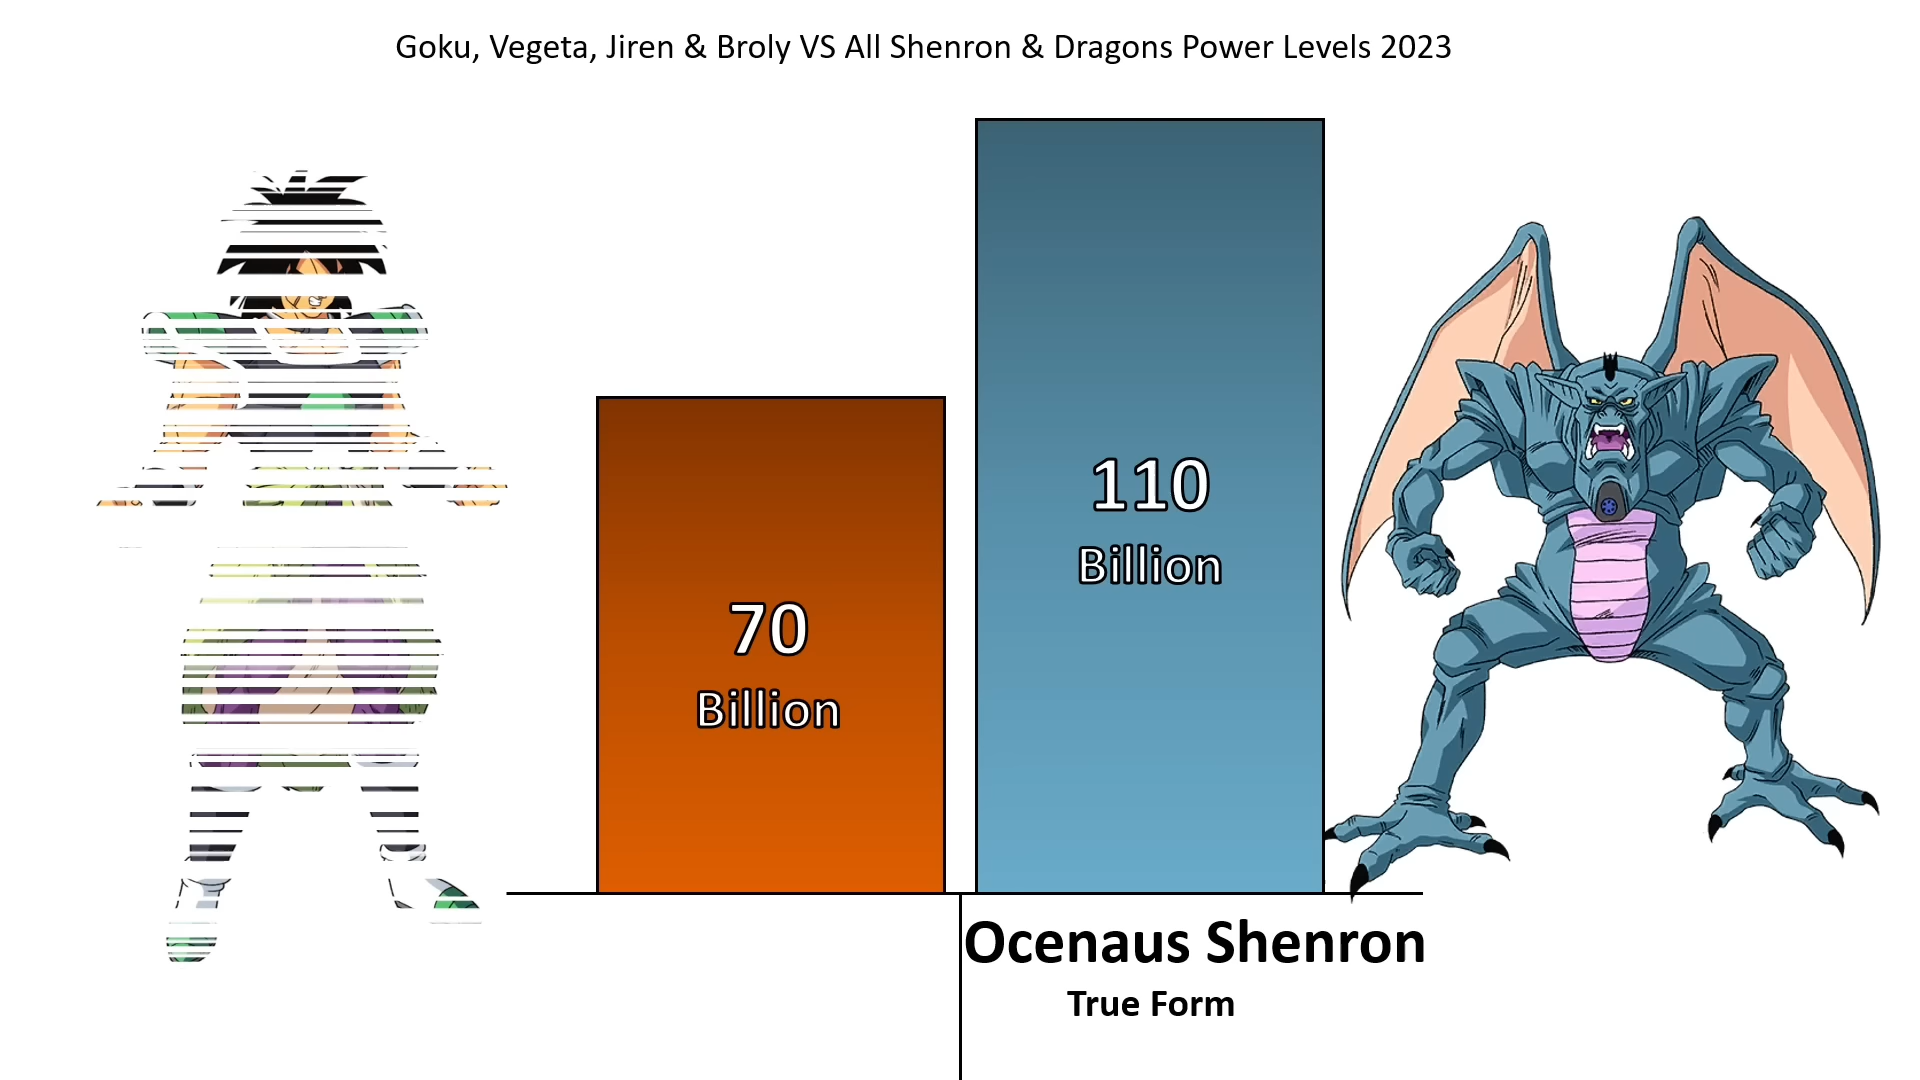 Goku, Vegeta, Jiren & Broly VS All Shenron & Dragons Power Levels 2023
70
Billion
110
Billion
Ocenaus Shenron
True Form